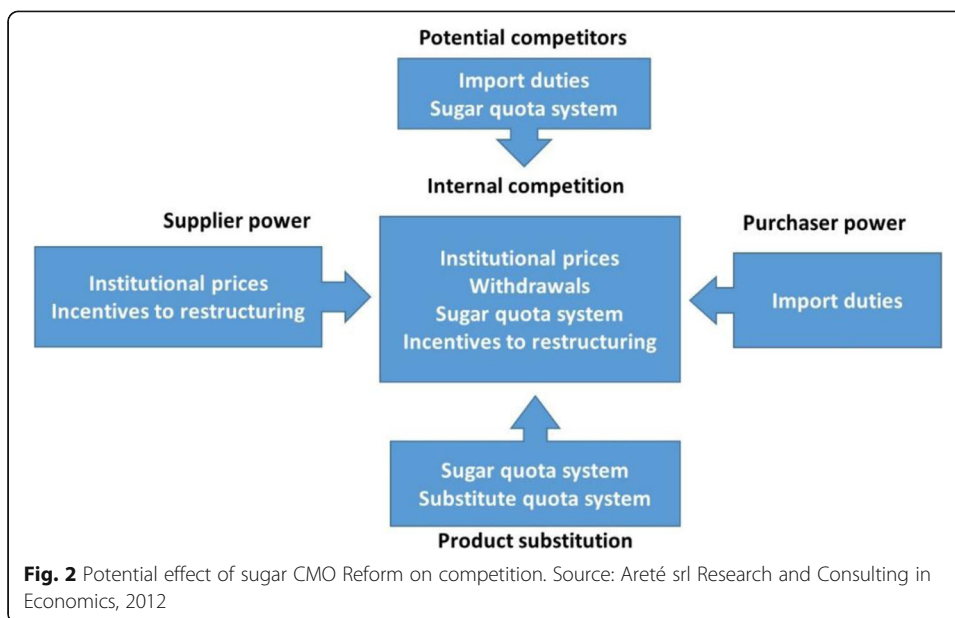 Potential competitors
Import duties
Sugar quota system
Internal competition
Supplier power
Purchaser power
Institutional prices
Incentives to restructuring
Institutional prices
Withdrawals
Sugar quota system
Incentives to restructuring
Import duties
Sugar quota system
Substitute quota system
Product substitution
Fig. 2 Potential effect of sugar CMO Reform on competition. Source: Areté srl Research and Consulting in
Economics, 2012